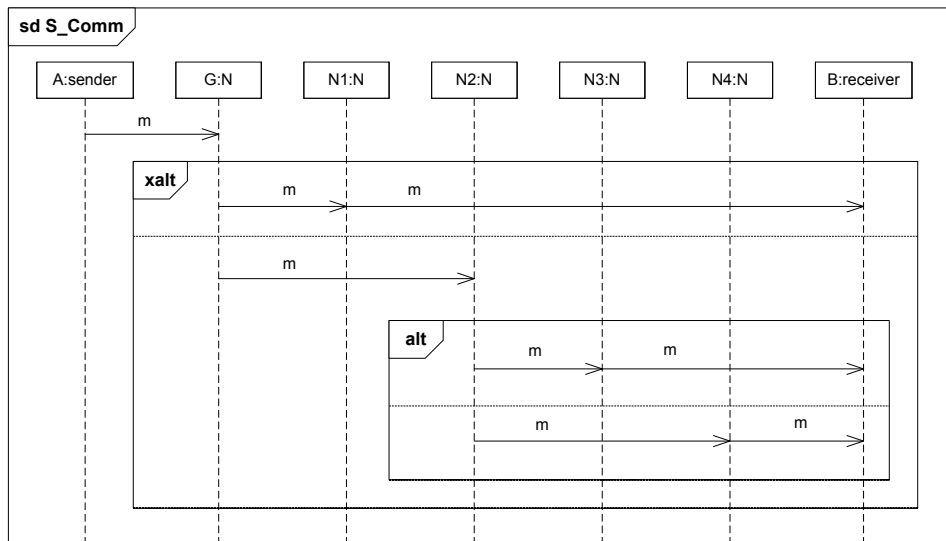 sd S_Comm
A:sender G:N N1:N N2:N N3:N N4:N B:receiver
m
xalt
m m
m
alt
m m
m m